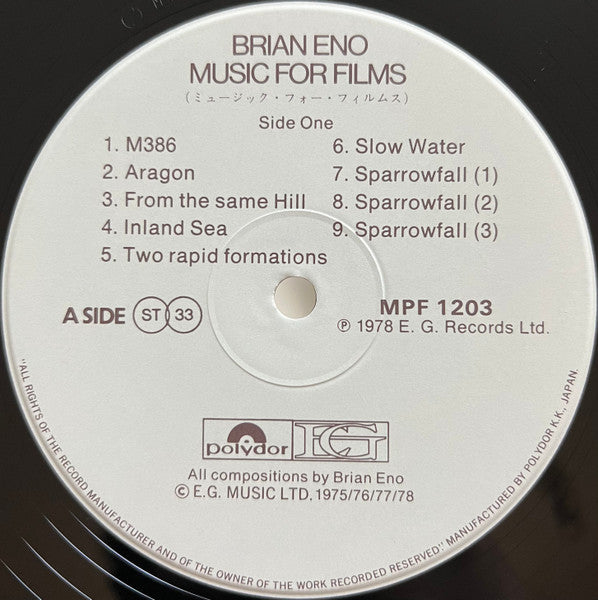 BRIAN ENO
MUSIC FOR FILMS
(ミュージック・フォー・フィルムス)
Side One
1. M386
2. Aragon
3. From the same Hill
4. Inland Sea
5. Two rapid formations
6. Slow Water
7. Sparrowfall (1)
8. Sparrowfall (2)
9. Sparrowfall (3)
A SIDE ST 33
MPF 1203
Ⓟ 1978 E. G. Records Ltd.
polydor EG
All compositions by Brian Eno
© E.G. MUSIC LTD, 1975/76/77/78
"ALL RIGHTS OF THE RECORD MANUFACTURER AND OF THE OWNER OF THE WORK RECORDED RESERVED." MANUFACTURED BY POLYDOR K.K., JAPAN.